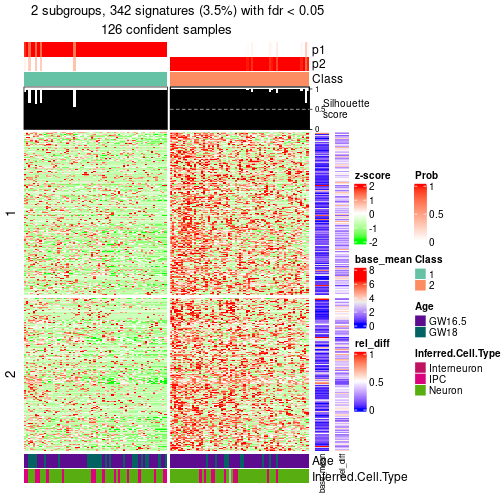 2 subgroups, 342 signatures (3.5%) with fdr < 0.05
126 confident samples
p1
p2
Class
1
0.5
0
Silhouette
score
1
2
z-score
2
1
0
-1
-2
Prob
1
0.5
0
base_mean
8
6
4
2
0
Class
1
2
Age
GW16.5
GW18
rel_diff
1
0.5
0
Inferred.Cell.Type
Interneuron
IPC
Neuron
Age
Inferred.Cell.Type
rel_diff